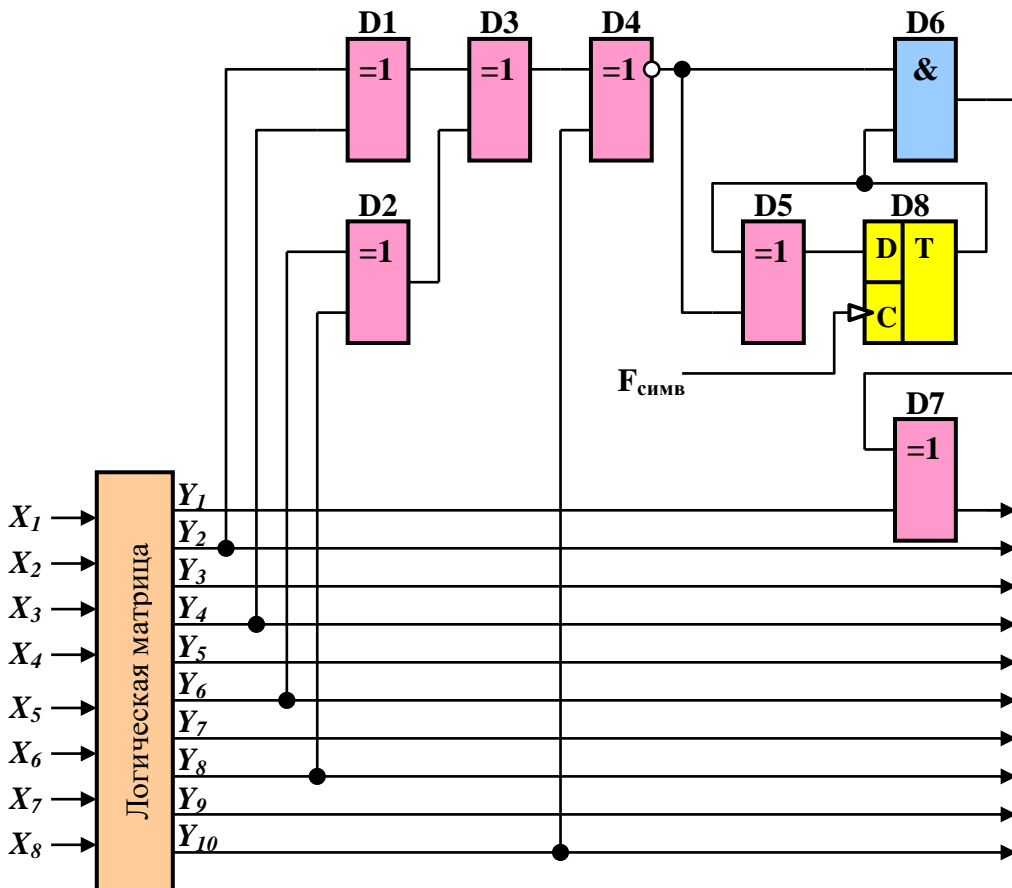 D1 D3 D4 D6
=1 =1 =1 &
D2 D5 D8
=1 =1 D T
C
Fсимв
D7
=1
Логическая матрица
X1 Y1
X2 Y2
X3 Y3
X4 Y4
X5 Y5
X6 Y6
X7 Y7
X8 Y8
Y9
Y10